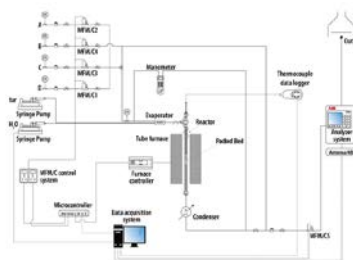 A
MFM/C2
B
MFM/C4
C
MFM/C3
D
MFM/C1
Manometer
Thermocouple
data logger
tar
Syringe Pump
Evaporator
Reactor
H₂O
Syringe Pump
Tube furnace
Packed Bed
Analyzer
system
MFM/C control
system
Furnace
controller
Microcontroller
Data acquisition
system
Condenser
MFM/C5